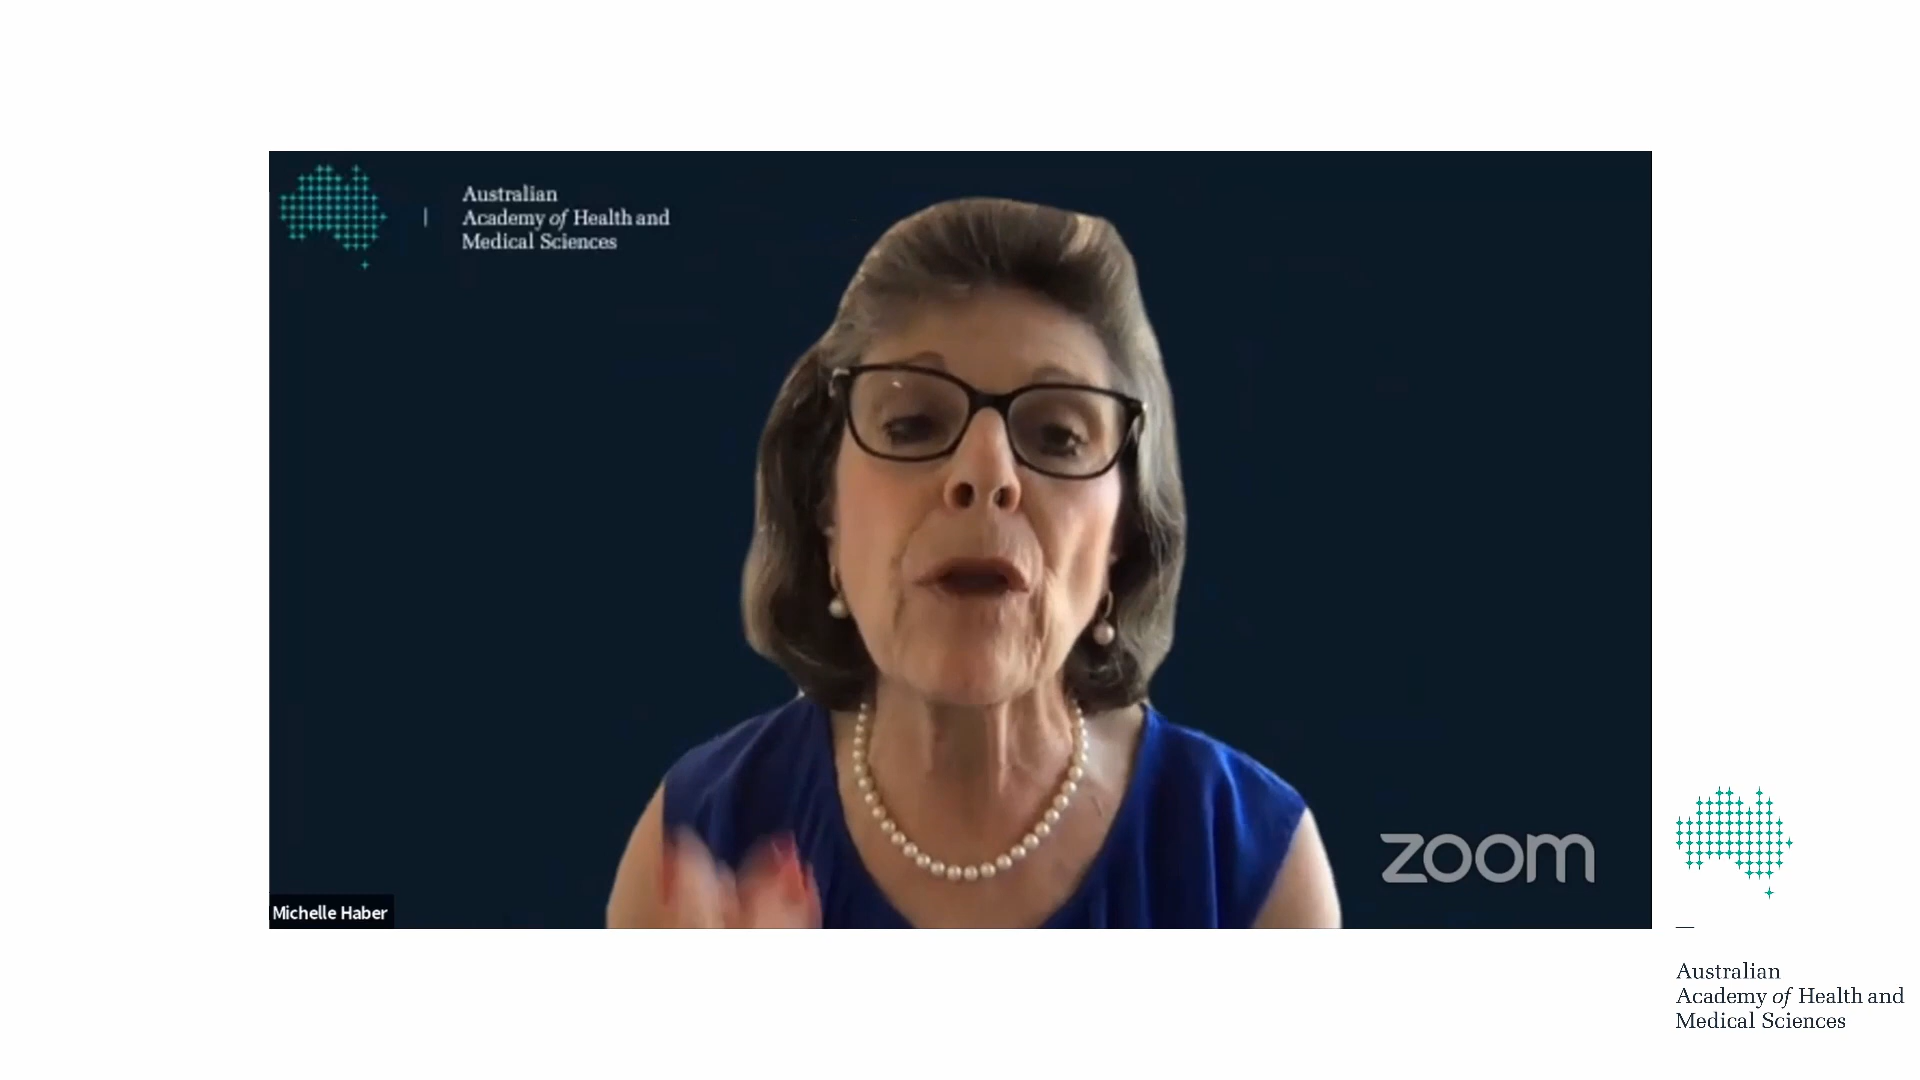 Australian
Academy of Health and
Medical Sciences
zoom
Michelle Haber
Australian
Academy of Health and
Medical Sciences